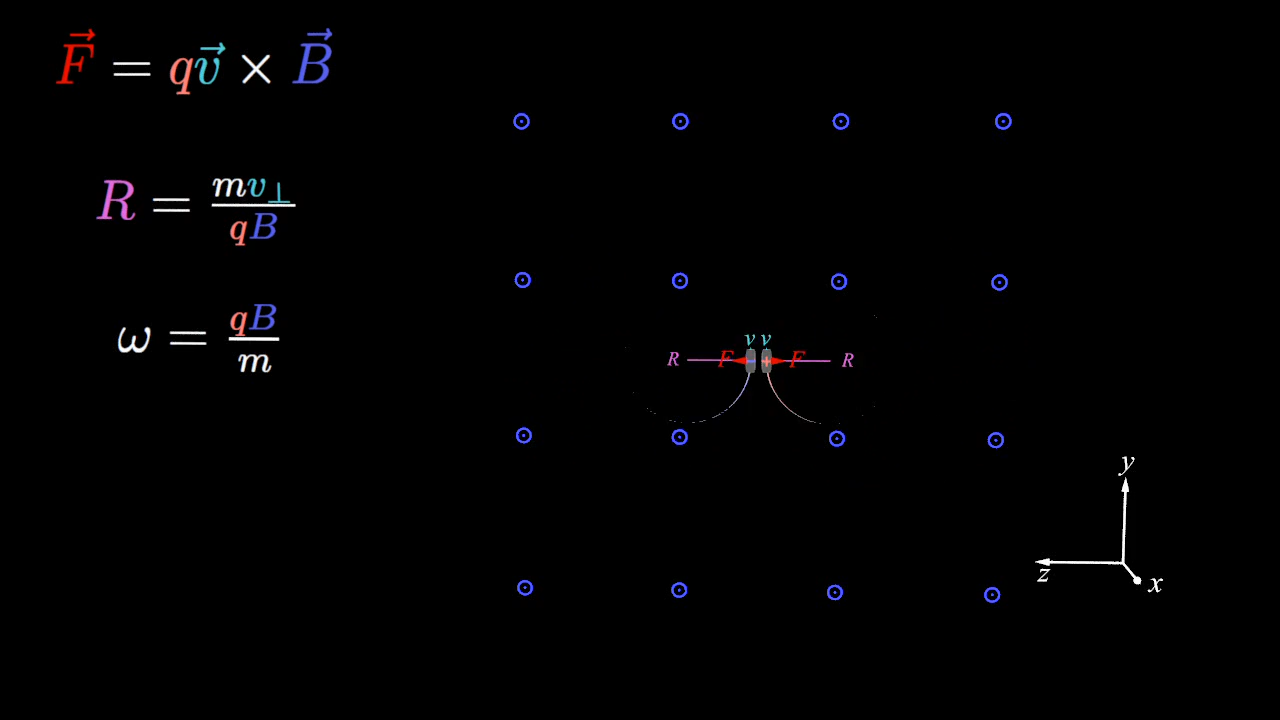 F⃗ = qv⃗ × B⃗
R = mv⊥/qB
ω = qB/m
v v
R F − + F R
y
z
x